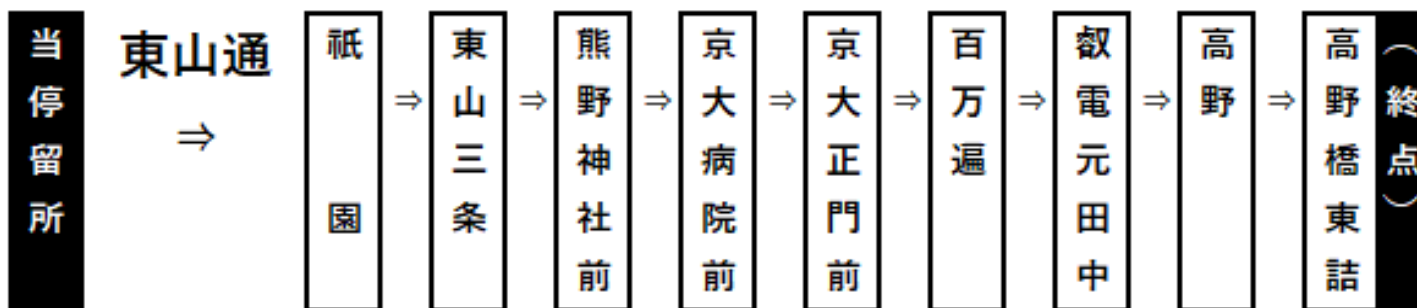 当停留所
東山通
⇒
祇園
⇒
東山三条
⇒
熊野神社前
⇒
京大病院前
⇒
京大正門前
⇒
百万遍
⇒
叡電元田中
⇒
高野
⇒
高野橋東詰
（終点）